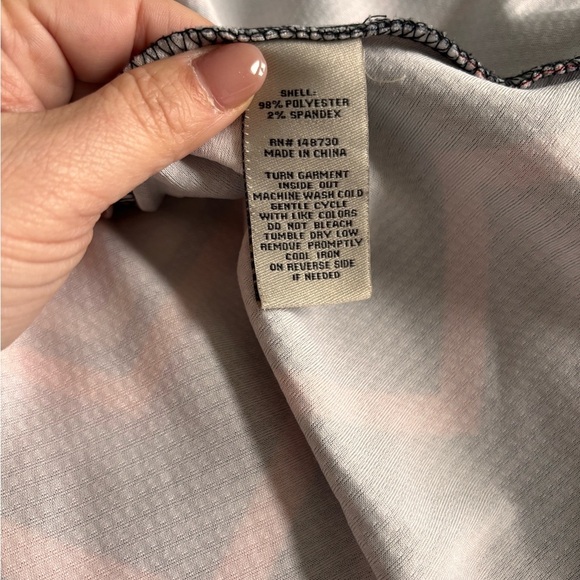 SHELL:
98% POLYESTER
2% SPANDEX
RN# 148730
MADE IN CHINA
TURN GARMENT
INSIDE OUT
MACHINE WASH COLD
GENTLE CYCLE
WITH LIKE COLORS
DO NOT BLEACH
TUMBLE DRY LOW
REMOVE PROMPTLY
COOL IRON
ON REVERSE SIDE
IF NEEDED